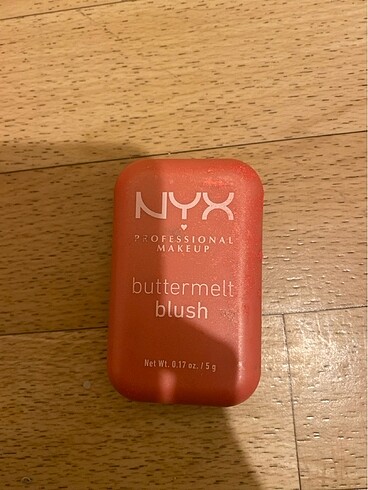 NYX
PROFESSIONAL
MAKEUP
buttermelt
blush
Net Wt. 0.17 oz. / 5 g